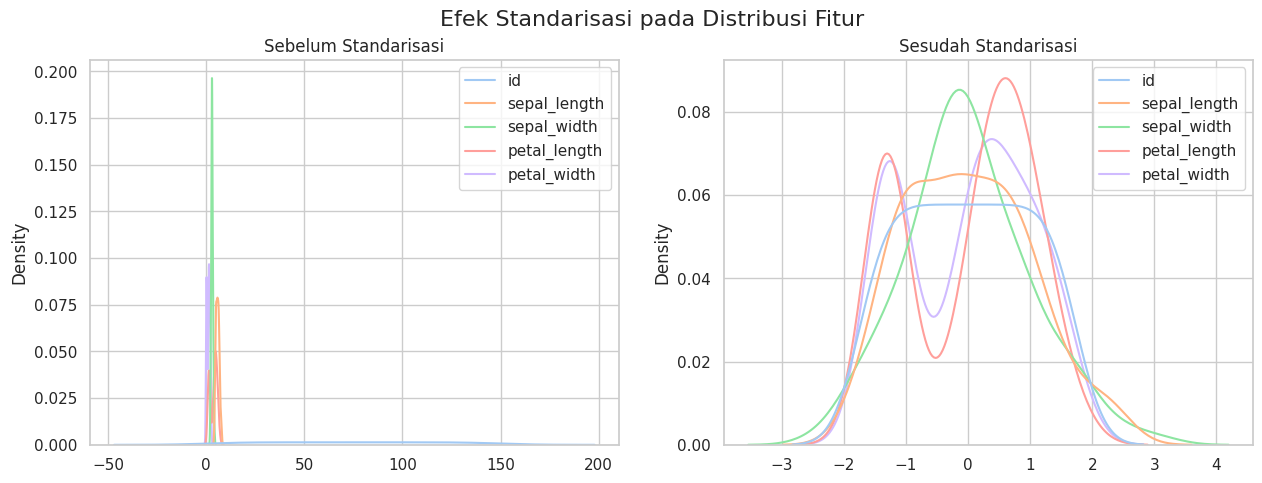 Efek Standarisasi pada Distribusi Fitur
Sebelum Standarisasi
0.200
0.175
0.150
0.125
0.100
0.075
0.050
0.025
0.000
Density
−50
0
50
100
150
200
id
sepal_length
sepal_width
petal_length
petal_width
Sesudah Standarisasi
0.08
0.06
0.04
0.02
0.00
Density
−3
−2
−1
0
1
2
3
4
id
sepal_length
sepal_width
petal_length
petal_width